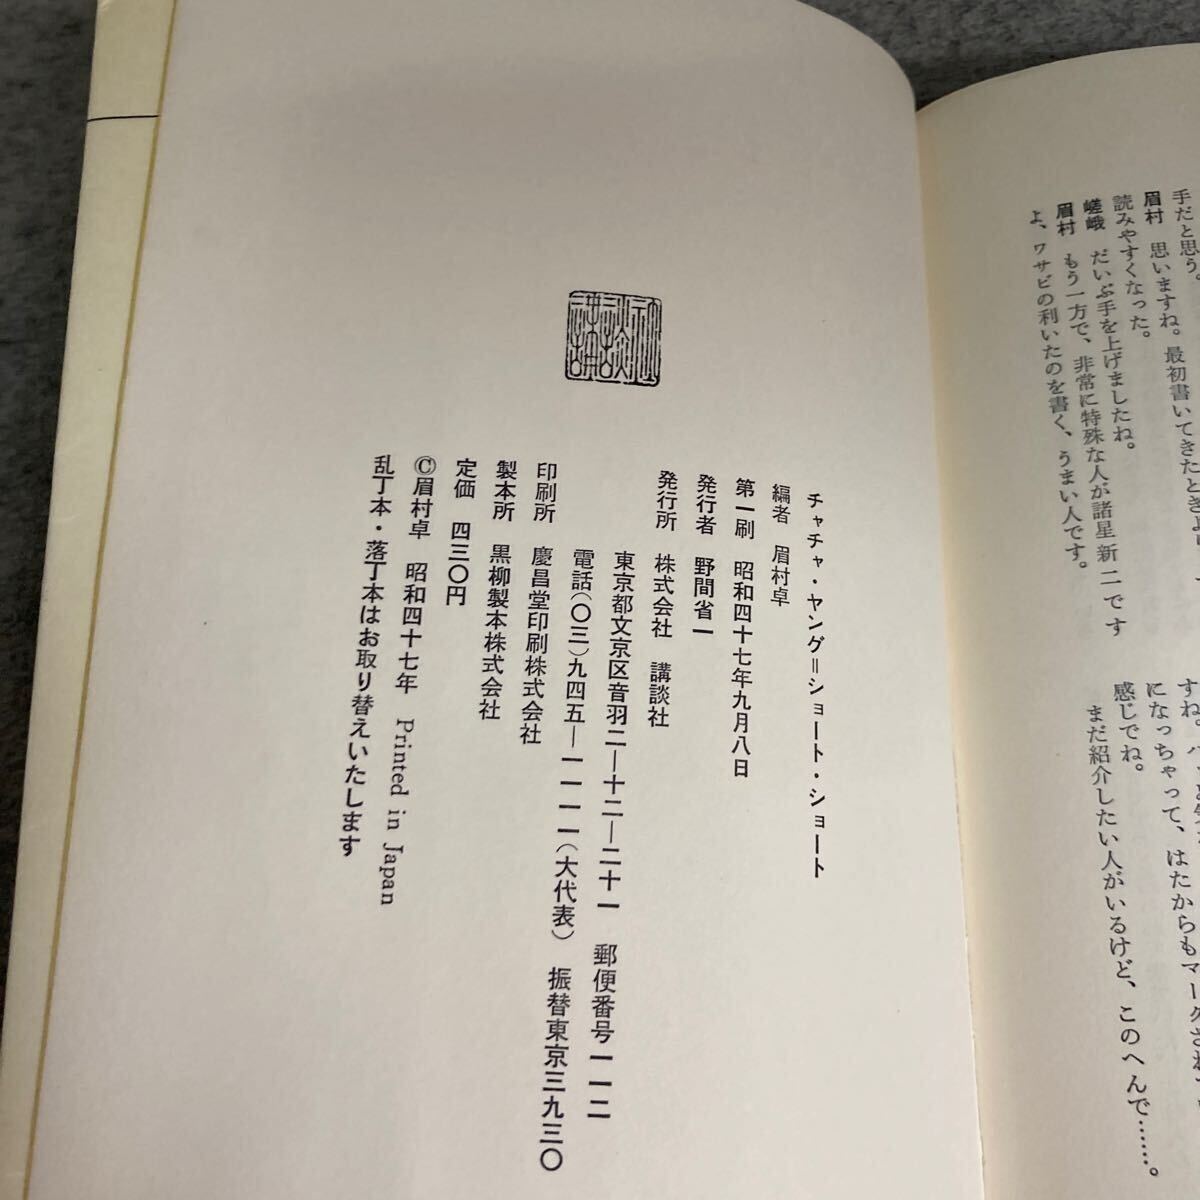 手だと思う。
眉村　思いますね。最初書いてきたときよ
読みやすくなった。
嵯峨　だいぶ手を上げましたね。
眉村　もう一方で、非常に特殊な人が諸星新二です
よ、ワサビの利いたのを書く、うまい人です。
すね。
になっちゃって、はたからもマークされ
感じでね。
まだ紹介したい人がいるけど、このへんで……。
講談社
チャチャ・ヤング＝ショート・ショート
編者　眉村卓
第一刷　昭和四十七年九月八日
発行者　野間省一
発行所　株式会社　講談社
東京都文京区音羽二―十二―二十一　郵便番号一一二
電話(〇三)九四五―一一一一(大代表)　振替東京三九三〇
印刷所　慶昌堂印刷株式会社
製本所　黒柳製本株式会社
定価　四三〇円
©眉村卓　昭和四十七年　Printed in Japan
乱丁本・落丁本はお取り替えいたします